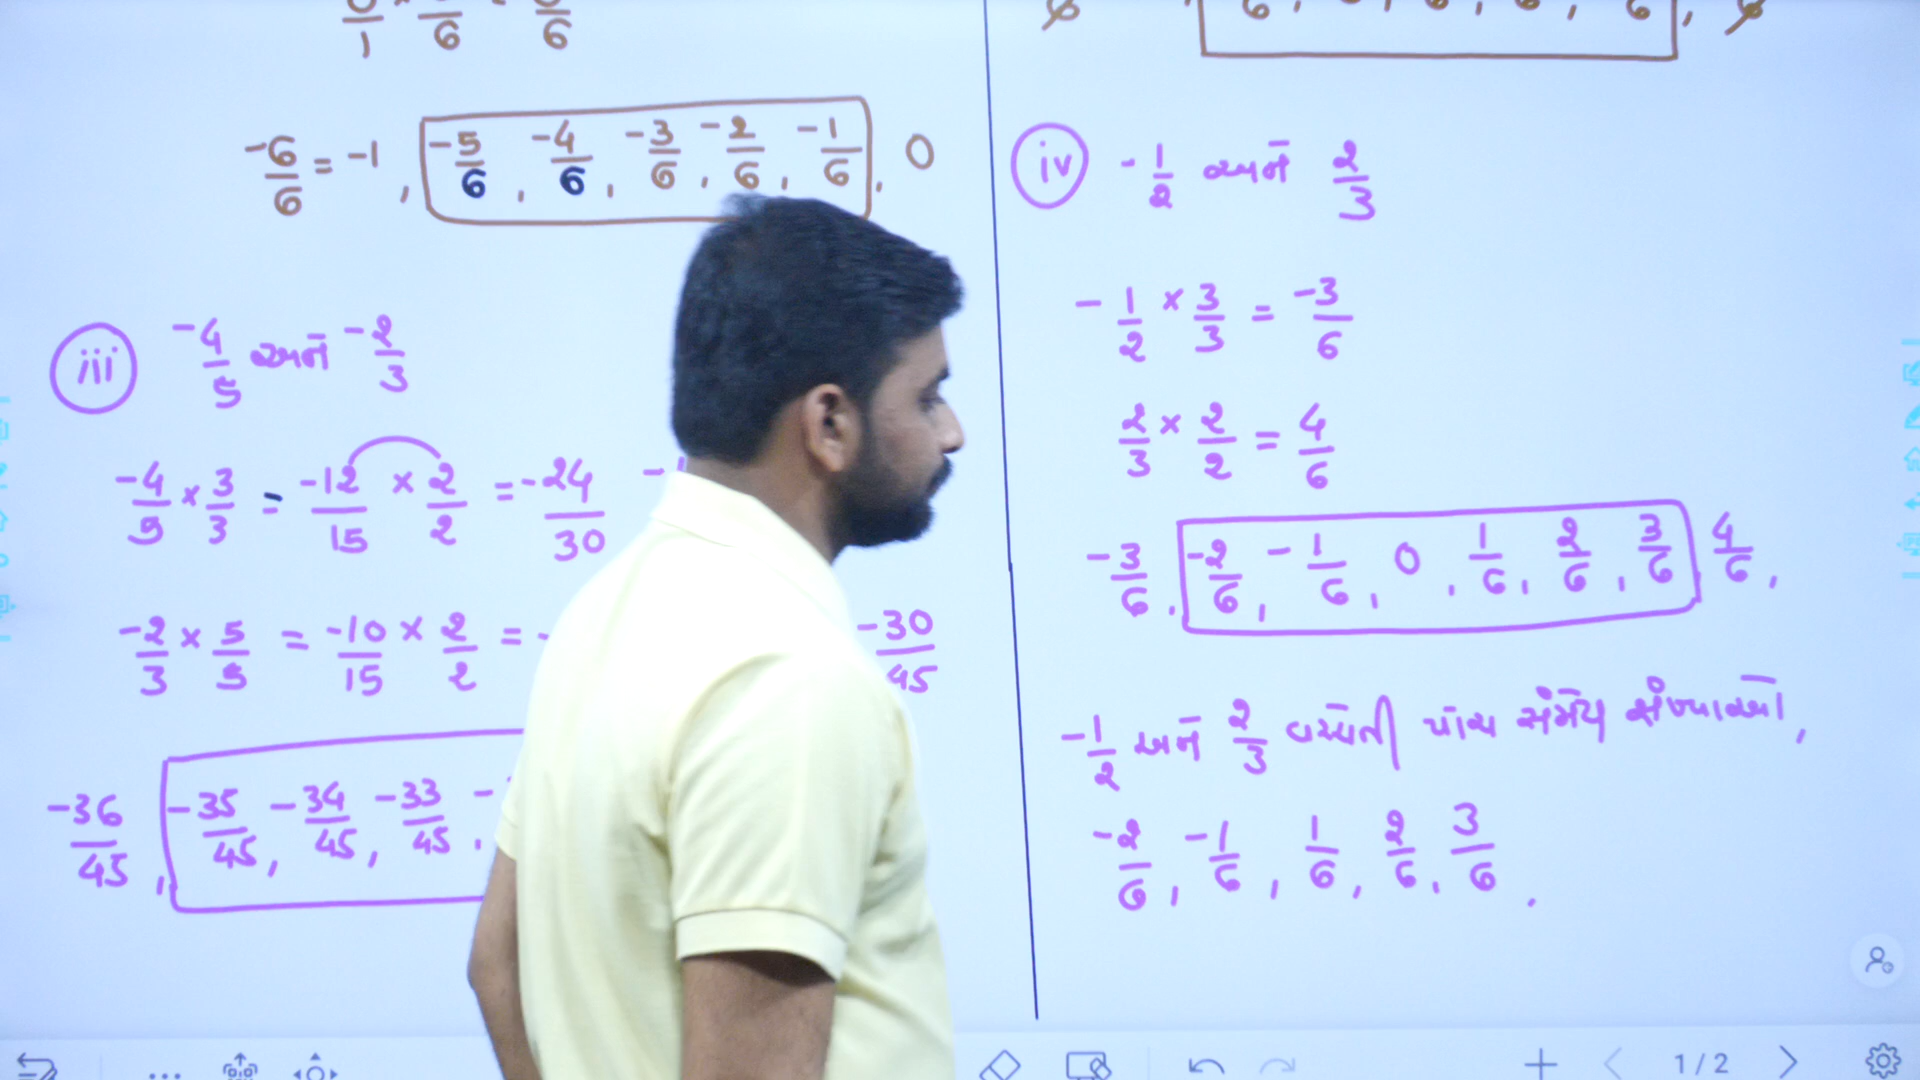 -6/6 = -1, -5/6, -4/6, -3/6, -2/6, -1/6, 0
iii -4/5 અને -2/3
-4/5 × 3/3 = -12/15 × 2/2 = -24/30
-2/3 × 5/5 = -10/15 × 2/2 = - -30/45
-36/45, -35/45, -34/45, -33/45, -
iv -1/2 અને 2/3
-1/2 × 3/3 = -3/6
2/3 × 2/2 = 4/6
-3/6, -2/6, -1/6, 0, 1/6, 2/6, 3/6, 4/6,
-1/2 અને 2/3 વચ્ચેની પાંચ સંમેય સંખ્યાઓ,
-2/6, -1/6, 1/6, 2/6, 3/6.
1/2